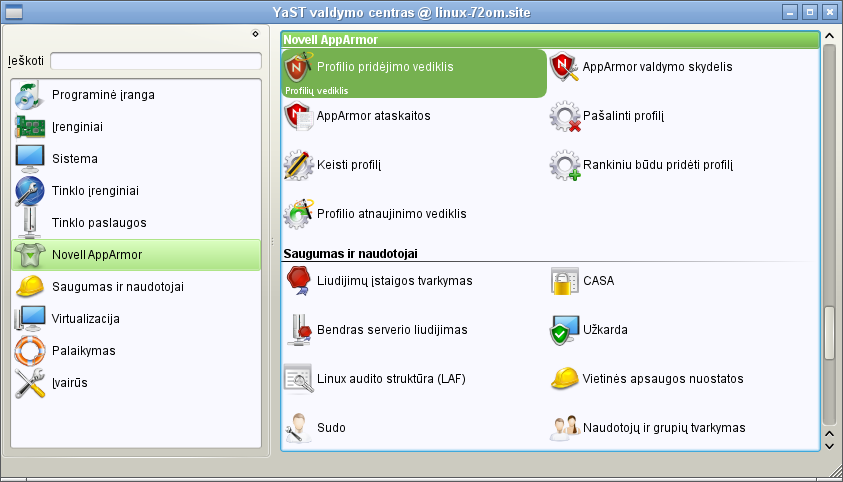 YaST valdymo centras @ linux-72om.site
Ieškoti
Programinė įranga
Įrenginiai
Sistema
Tinklo įrenginiai
Tinklo paslaugos
Novell AppArmor
Saugumas ir naudotojai
Virtualizacija
Palaikymas
Įvairūs
Novell AppArmor
Profilio pridėjimo vediklis
Profilių vediklis
AppArmor valdymo skydelis
AppArmor ataskaitos
Pašalinti profilį
Keisti profilį
Rankiniu būdu pridėti profilį
Profilio atnaujinimo vediklis
Saugumas ir naudotojai
Liudijimų įstaigos tvarkymas
CASA
Bendras serverio liudijimas
Užkarda
Linux audito struktūra (LAF)
Vietinės apsaugos nuostatos
Sudo
Naudotojų ir grupių tvarkymas